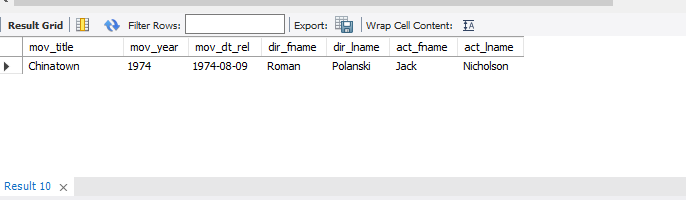 Result Grid Filter Rows: Export: Wrap Cell Content: IA
mov_title mov_year mov_dt_rel dir_fname dir_lname act_fname act_lname
Chinatown 1974 1974-08-09 Roman Polanski Jack Nicholson
Result 10 ×